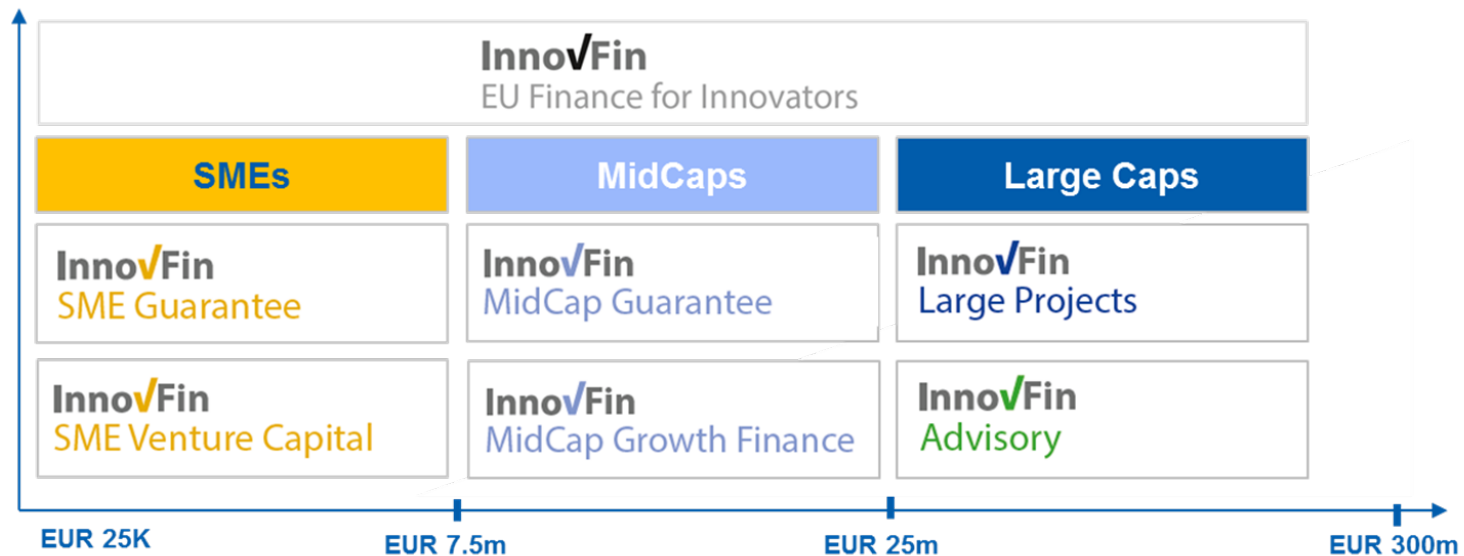 InnovFin
EU Finance for Innovators
SMEs
MidCaps
Large Caps
InnovFin
SME Guarantee
InnovFin
MidCap Guarantee
InnovFin
Large Projects
InnovFin
SME Venture Capital
InnovFin
MidCap Growth Finance
InnovFin
Advisory
EUR 25K
EUR 7.5m
EUR 25m
EUR 300m